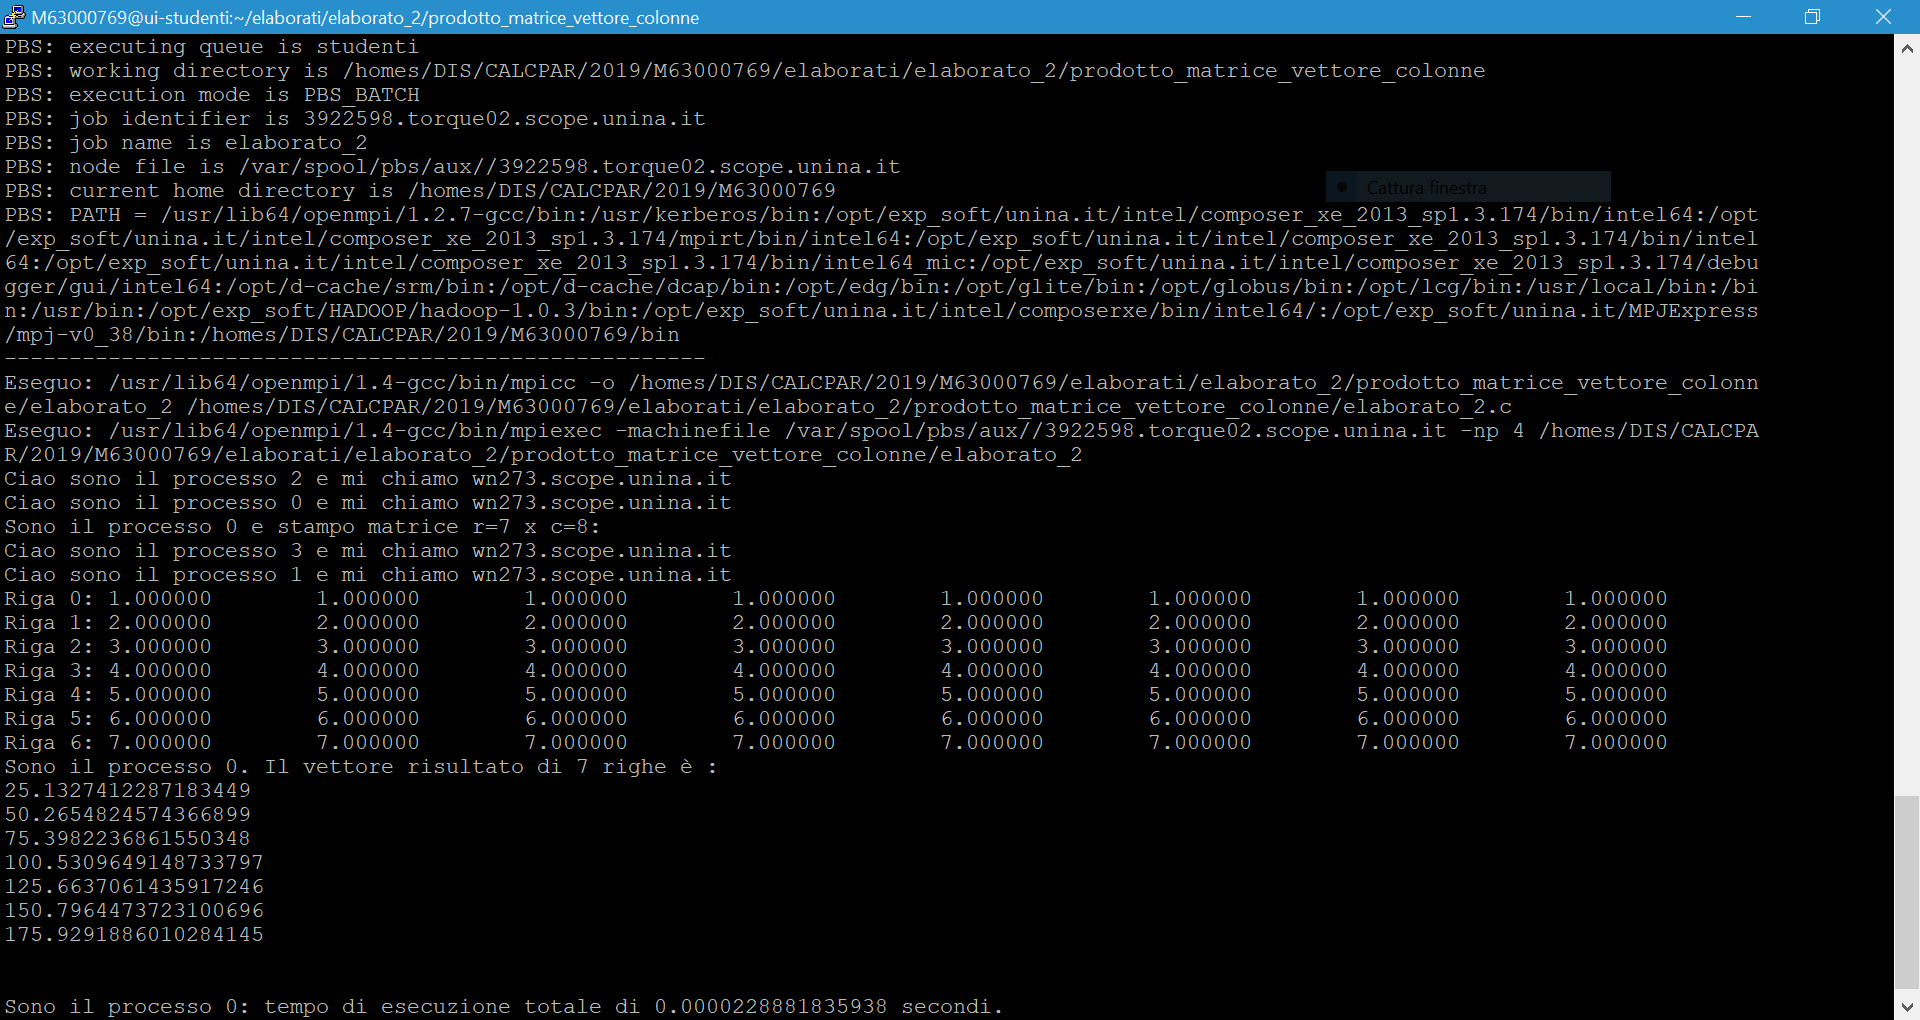 M63000769@ui-studenti:~/elaborati/elaborato_2/prodotto_matrice_vettore_colonne
PBS: executing queue is studenti
PBS: working directory is /homes/DIS/CALCPAR/2019/M63000769/elaborati/elaborato_2/prodotto_matrice_vettore_colonne
PBS: execution mode is PBS_BATCH
PBS: job identifier is 3922598.torque02.scope.unina.it
PBS: job name is elaborato_2
PBS: node file is /var/spool/pbs/aux//3922598.torque02.scope.unina.it
PBS: current home directory is /homes/DIS/CALCPAR/2019/M63000769
Cattura finestra
PBS: PATH = /usr/lib64/openmpi/1.2.7-gcc/bin:/usr/kerberos/bin:/opt/exp_soft/unina.it/intel/composer_xe_2013_sp1.3.174/bin/intel64:/opt
/exp_soft/unina.it/intel/composer_xe_2013_sp1.3.174/mpirt/bin/intel64:/opt/exp_soft/unina.it/intel/composer_xe_2013_sp1.3.174/bin/intel
64:/opt/exp_soft/unina.it/intel/composer_xe_2013_sp1.3.174/bin/intel64_mic:/opt/exp_soft/unina.it/intel/composer_xe_2013_sp1.3.174/debu
gger/gui/intel64:/opt/d-cache/srm/bin:/opt/d-cache/dcap/bin:/opt/edg/bin:/opt/glite/bin:/opt/globus/bin:/opt/lcg/bin:/usr/local/bin:/bi
n:/usr/bin:/opt/exp_soft/HADOOP/hadoop-1.0.3/bin:/opt/exp_soft/unina.it/intel/composerxe/bin/intel64/:/opt/exp_soft/unina.it/MPJExpress
/mpj-v0_38/bin:/homes/DIS/CALCPAR/2019/M63000769/bin
------------------------------------------------------
Eseguo: /usr/lib64/openmpi/1.4-gcc/bin/mpicc -o /homes/DIS/CALCPAR/2019/M63000769/elaborati/elaborato_2/prodotto_matrice_vettore_colonn
e/elaborato_2 /homes/DIS/CALCPAR/2019/M63000769/elaborati/elaborato_2/prodotto_matrice_vettore_colonne/elaborato_2.c
Eseguo: /usr/lib64/openmpi/1.4-gcc/bin/mpiexec -machinefile /var/spool/pbs/aux//3922598.torque02.scope.unina.it -np 4 /homes/DIS/CALCPA
R/2019/M63000769/elaborati/elaborato_2/prodotto_matrice_vettore_colonne/elaborato_2
Ciao sono il processo 2 e mi chiamo wn273.scope.unina.it
Ciao sono il processo 0 e mi chiamo wn273.scope.unina.it
Sono il processo 0 e stampo matrice r=7 x c=8:
Ciao sono il processo 3 e mi chiamo wn273.scope.unina.it
Ciao sono il processo 1 e mi chiamo wn273.scope.unina.it
Riga 0: 1.000000 1.000000 1.000000 1.000000 1.000000 1.000000 1.000000 1.000000
Riga 1: 2.000000 2.000000 2.000000 2.000000 2.000000 2.000000 2.000000 2.000000
Riga 2: 3.000000 3.000000 3.000000 3.000000 3.000000 3.000000 3.000000 3.000000
Riga 3: 4.000000 4.000000 4.000000 4.000000 4.000000 4.000000 4.000000 4.000000
Riga 4: 5.000000 5.000000 5.000000 5.000000 5.000000 5.000000 5.000000 5.000000
Riga 5: 6.000000 6.000000 6.000000 6.000000 6.000000 6.000000 6.000000 6.000000
Riga 6: 7.000000 7.000000 7.000000 7.000000 7.000000 7.000000 7.000000 7.000000
Sono il processo 0. Il vettore risultato di 7 righe è :
25.1327412287183449
50.2654824574366899
75.3982236861550348
100.5309649148733797
125.6637061435917246
150.7964473723100696
175.9291886010284145
Sono il processo 0: tempo di esecuzione totale di 0.0000228881835938 secondi.